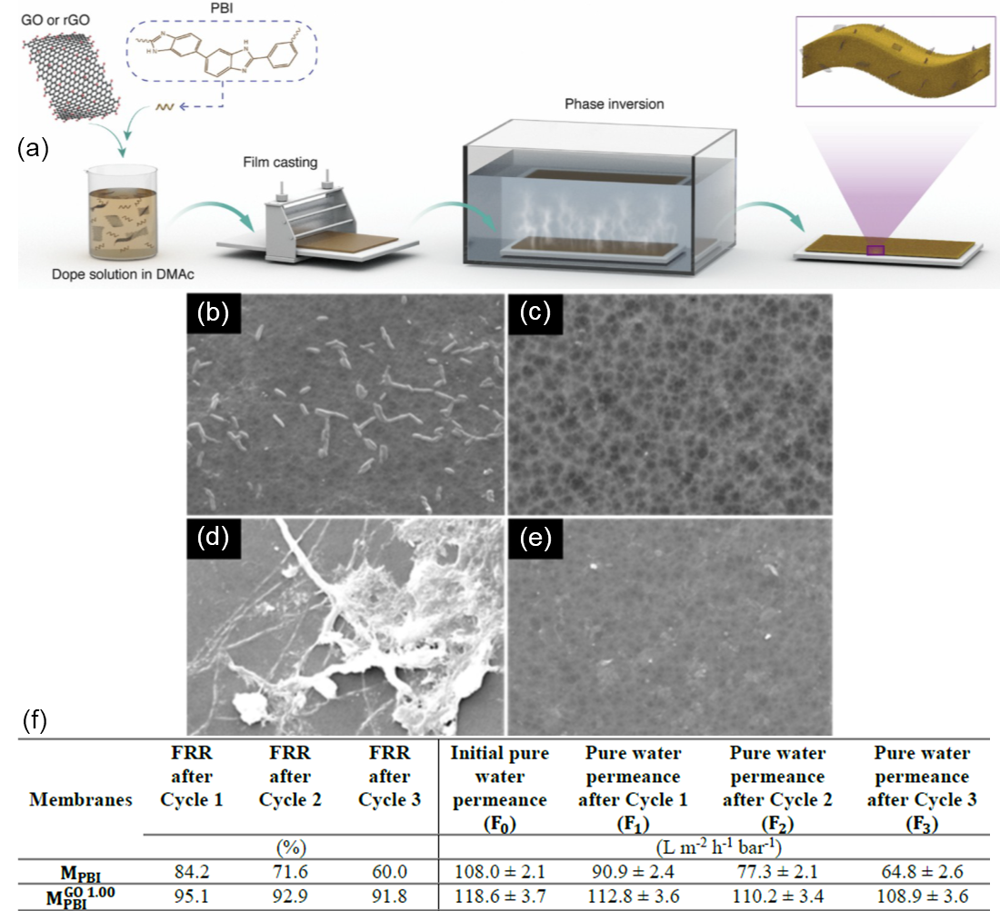 GO or rGO
PBI
N
H
N
H
N
N
Phase inversion
(a)
Film casting
Dope solution in DMAc
(b)
(c)
(d)
(e)
(f)
Membranes
FRR after Cycle 1
FRR after Cycle 2
FRR after Cycle 3
Initial pure water permeance (F₀)
Pure water permeance after Cycle 1 (F₁)
Pure water permeance after Cycle 2 (F₂)
Pure water permeance after Cycle 3 (F₃)
(%)
(L m⁻² h⁻¹ bar⁻¹)
M_PBI 84.2 71.6 60.0 108.0 ± 2.1 90.9 ± 2.4 77.3 ± 2.1 64.8 ± 2.6
M_PBI^GO 1.00 95.1 92.9 91.8 118.6 ± 3.7 112.8 ± 3.6 110.2 ± 3.4 108.9 ± 3.6